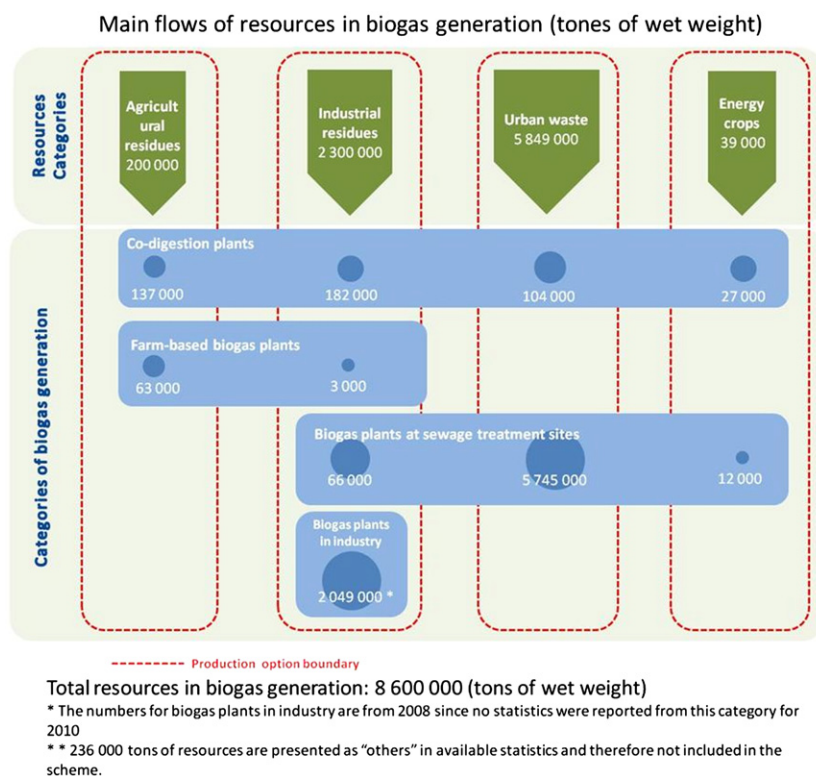 Main flows of resources in biogas generation (tones of wet weight)
Resources
Categories
Agricult
ural
residues
200 000
Industrial
residues
2 300 000
Urban waste
5 849 000
Energy
crops
39 000
Categories of biogas generation
Co-digestion plants
137 000
182 000
104 000
27 000
Farm-based biogas plants
63 000
3 000
Biogas plants at sewage treatment sites
66 000
5 745 000
12 000
Biogas plants
in industry
2 049 000 *
Production option boundary
Total resources in biogas generation: 8 600 000 (tons of wet weight)
* The numbers for biogas plants in industry are from 2008 since no statistics were reported from this category for
2010
* * 236 000 tons of resources are presented as “others” in available statistics and therefore not included in the
scheme.